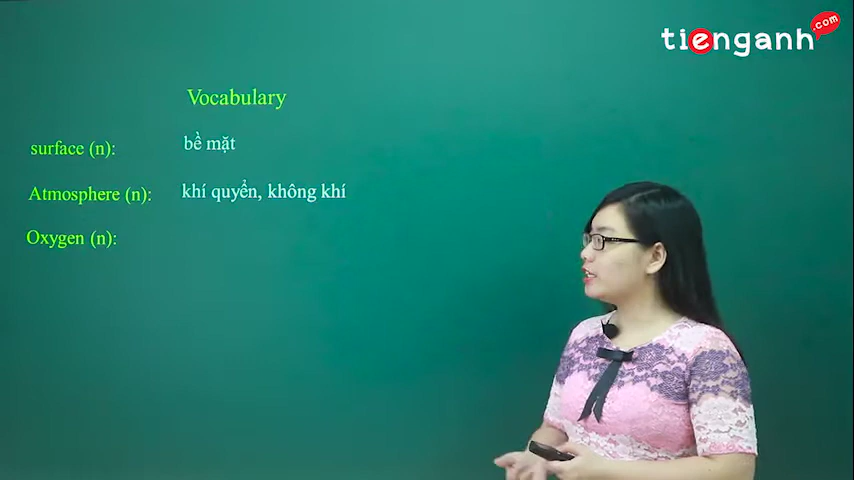 tienganh.com
Vocabulary
surface (n): bề mặt
Atmosphere (n): khí quyển, không khí
Oxygen (n):